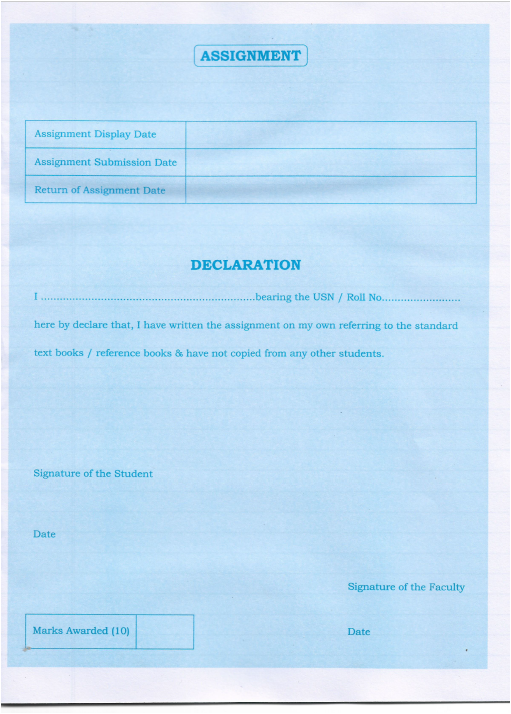 ASSIGNMENT
Assignment Display Date
Assignment Submission Date
Return of Assignment Date
DECLARATION
I ....................................................................bearing the USN / Roll No.........................
here by declare that, I have written the assignment on my own referring to the standard
text books / reference books & have not copied from any other students.
Signature of the Student
Date
Signature of the Faculty
Marks Awarded (10)
Date